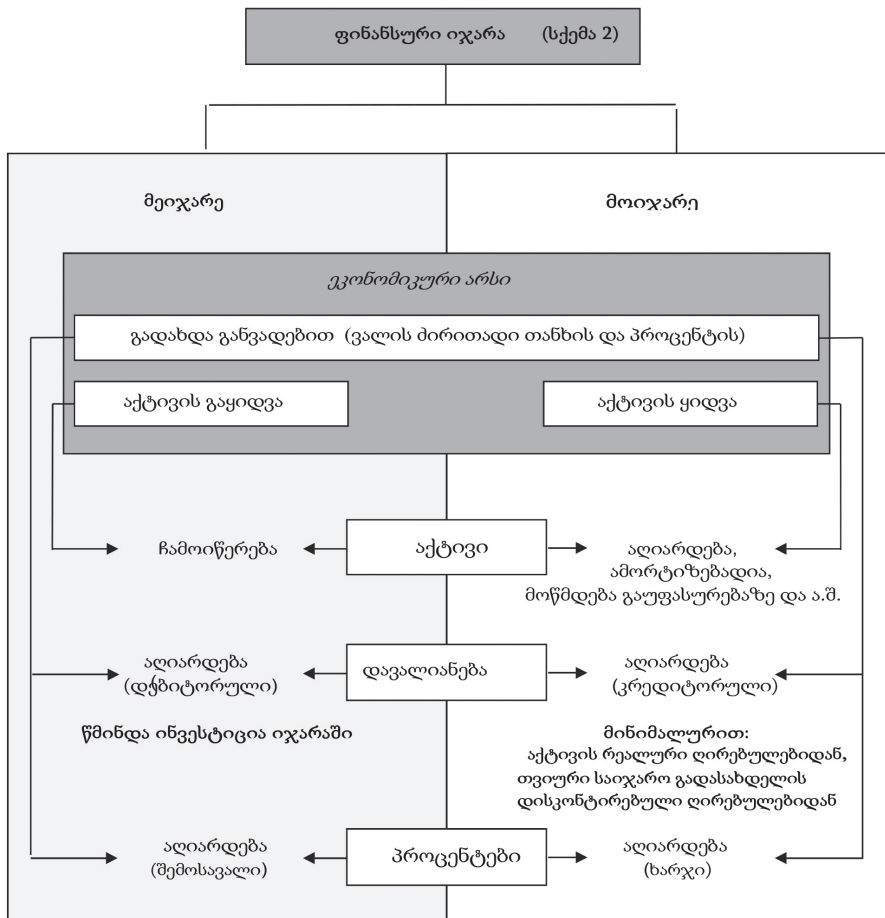 ფინანსური იჯარა (სქემა 2)
მეიჯარე
მოიჯარე
ეკონომიკური არსი
გადახდა განვადებით (ვალის ძირითადი თანხის და პროცენტის)
აქტივის გაყიდვა
აქტივის ყიდვა
ჩამოიწერება
აქტივი
აღიარდება,
ამორტიზებადია,
მოწმდება გაუფასურებაზე და ა.შ.
აღიარდება
(დებიტორული)
დავალიანება
აღიარდება
(კრედიტორული)
წმინდა ინვესტიცია იჯარაში
მინიმალურით:
აქტივის რეალური ღირებულებიდან,
თვიური საიჯარო გადასახდელის
დისკონტირებული ღირებულებიდან
აღიარდება
(შემოსავალი)
პროცენტები
აღიარდება
(ხარჯი)